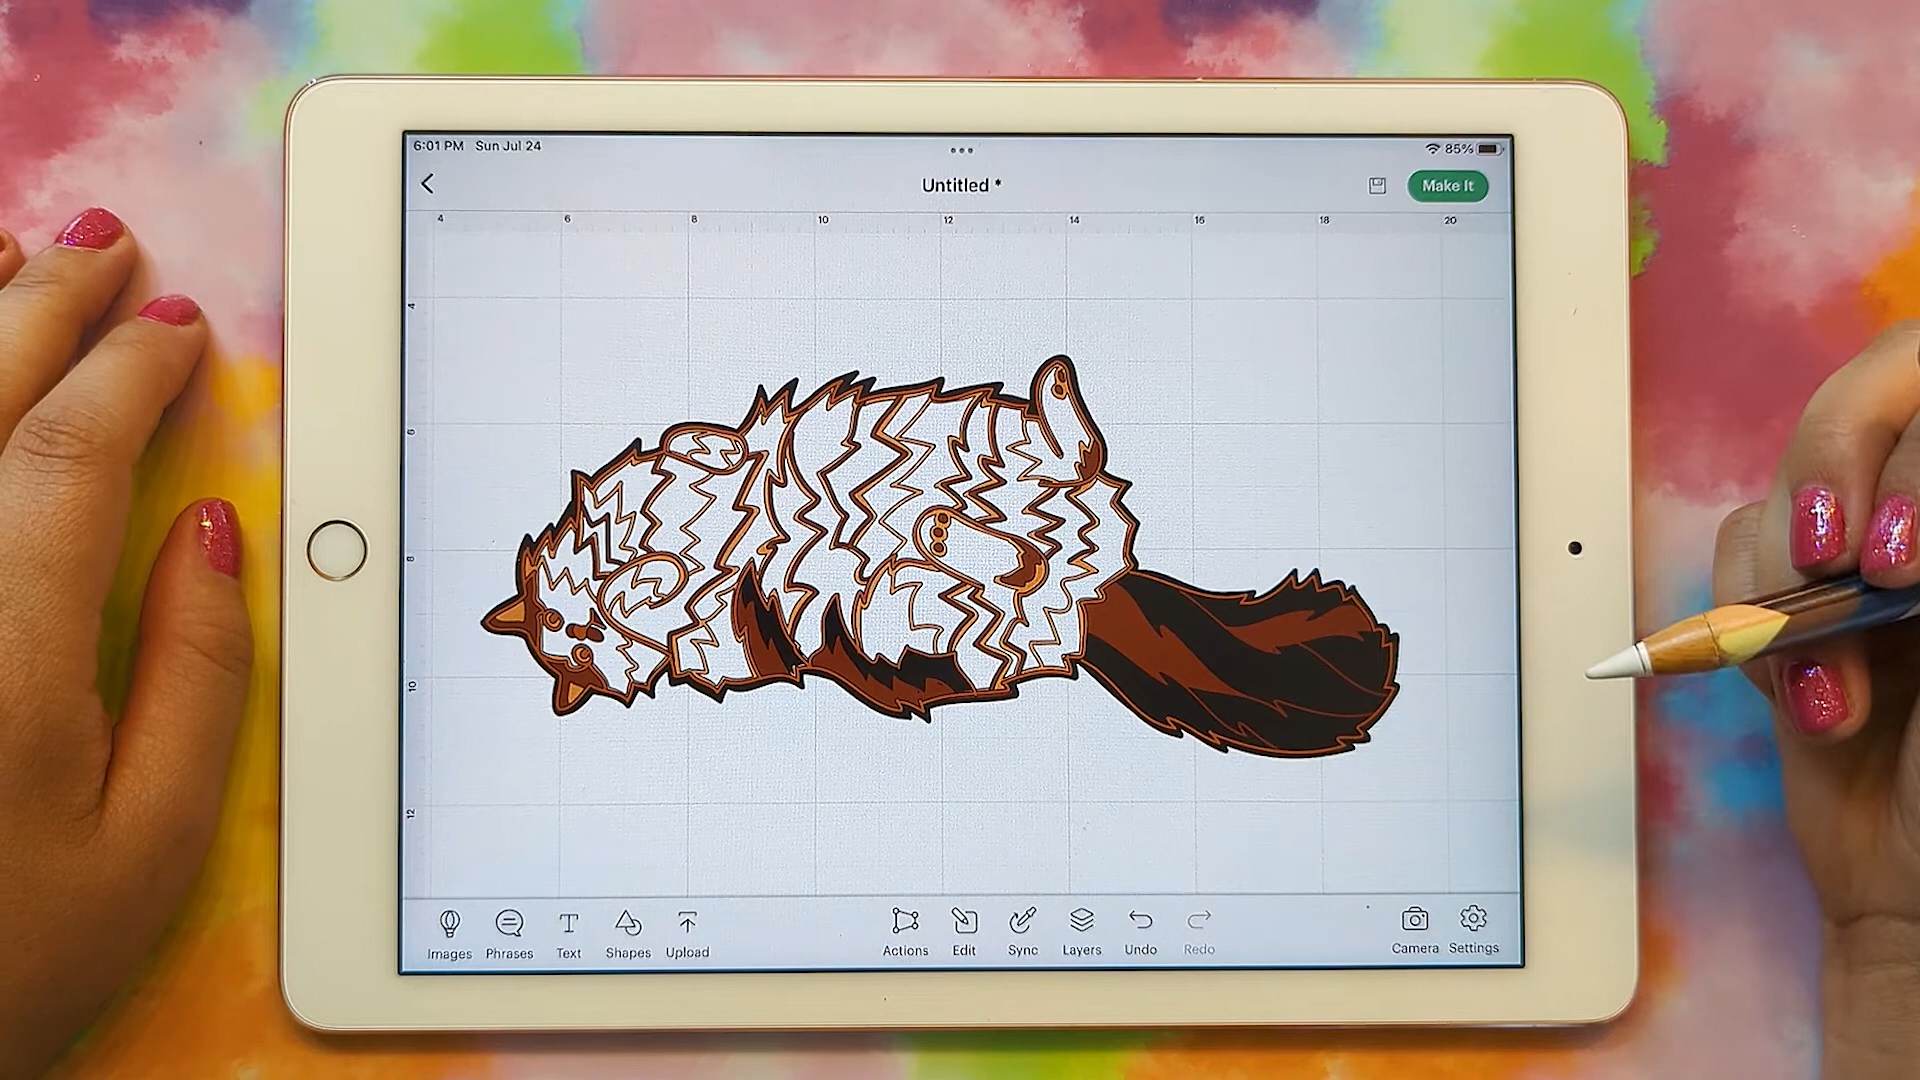 6:01 PM Sun Jul 24
85%
Untitled *
Make It
4 6 8 10 12 14 16 18 20
4
6
8
10
12
Images Phrases Text Shapes Upload Actions Edit Sync Layers Undo Redo Camera Settings